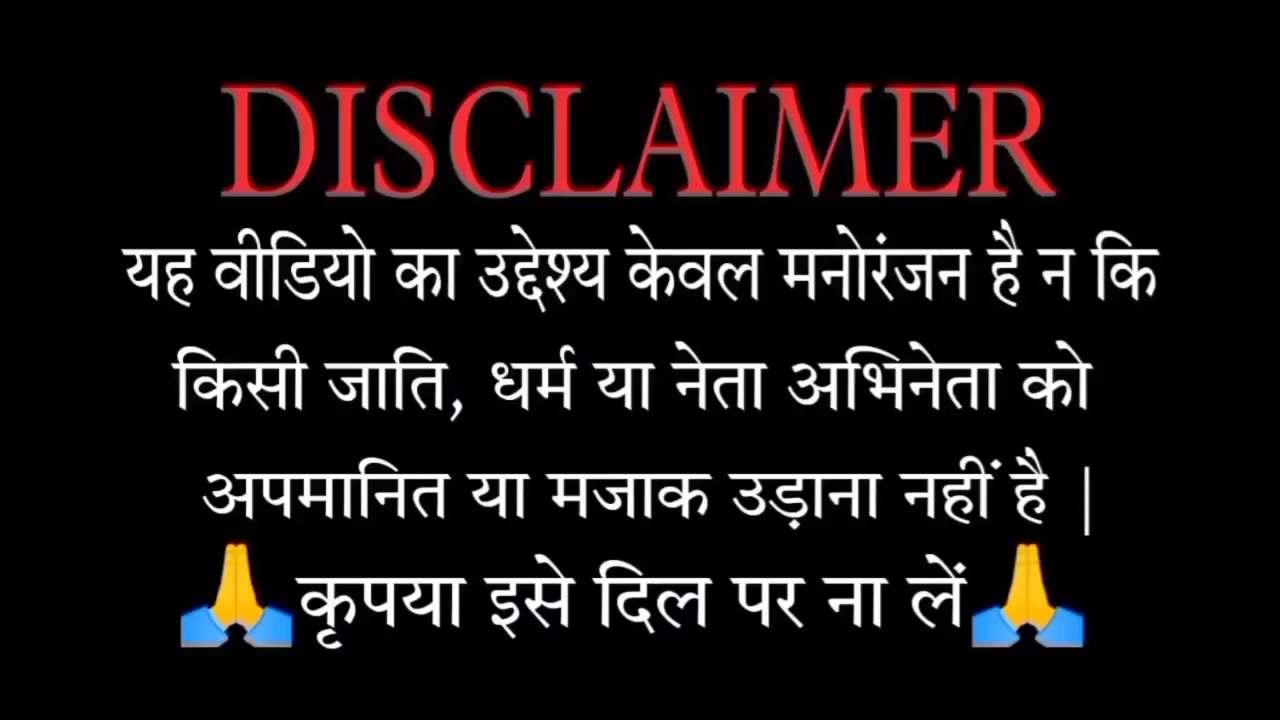 DISCLAIMER
यह वीडियो का उद्देश्य केवल मनोरंजन है न कि
किसी जाति, धर्म या नेता अभिनेता को
अपमानित या मजाक उड़ाना नहीं है |
🙏कृपया इसे दिल पर ना लें🙏